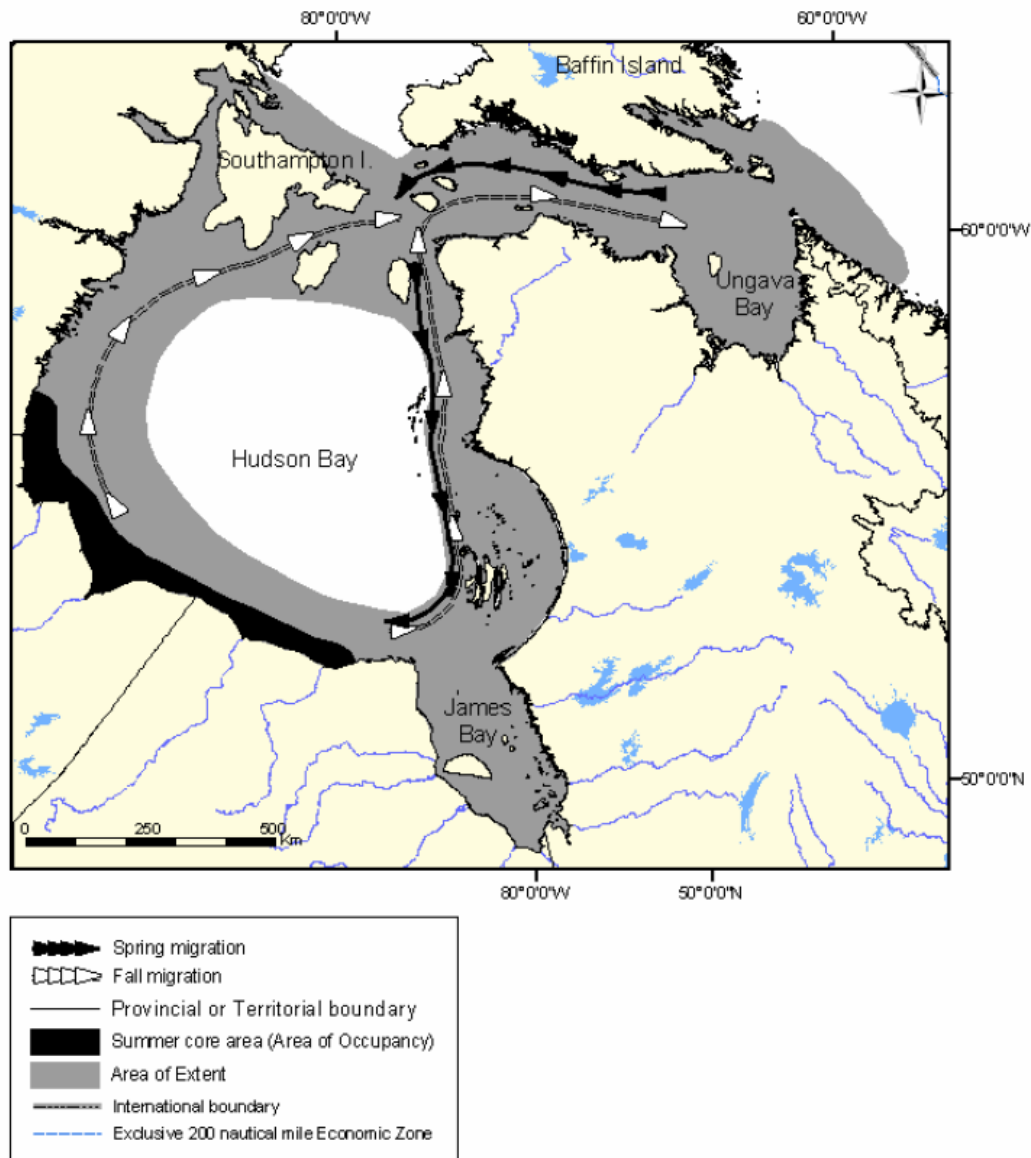 80°0'0"W
60°0'0"W
Baffin Island
Southampton I.
60°0'0"W
Ungava
Bay
Hudson Bay
James
Bay
50°0'0"N
0 250 500
Km
80°0'0"W
50°0'0"N
Spring migration
Fall migration
Provincial or Territorial boundary
Summer core area (Area of Occupancy)
Area of Extent
International boundary
Exclusive 200 nautical mile Economic Zone